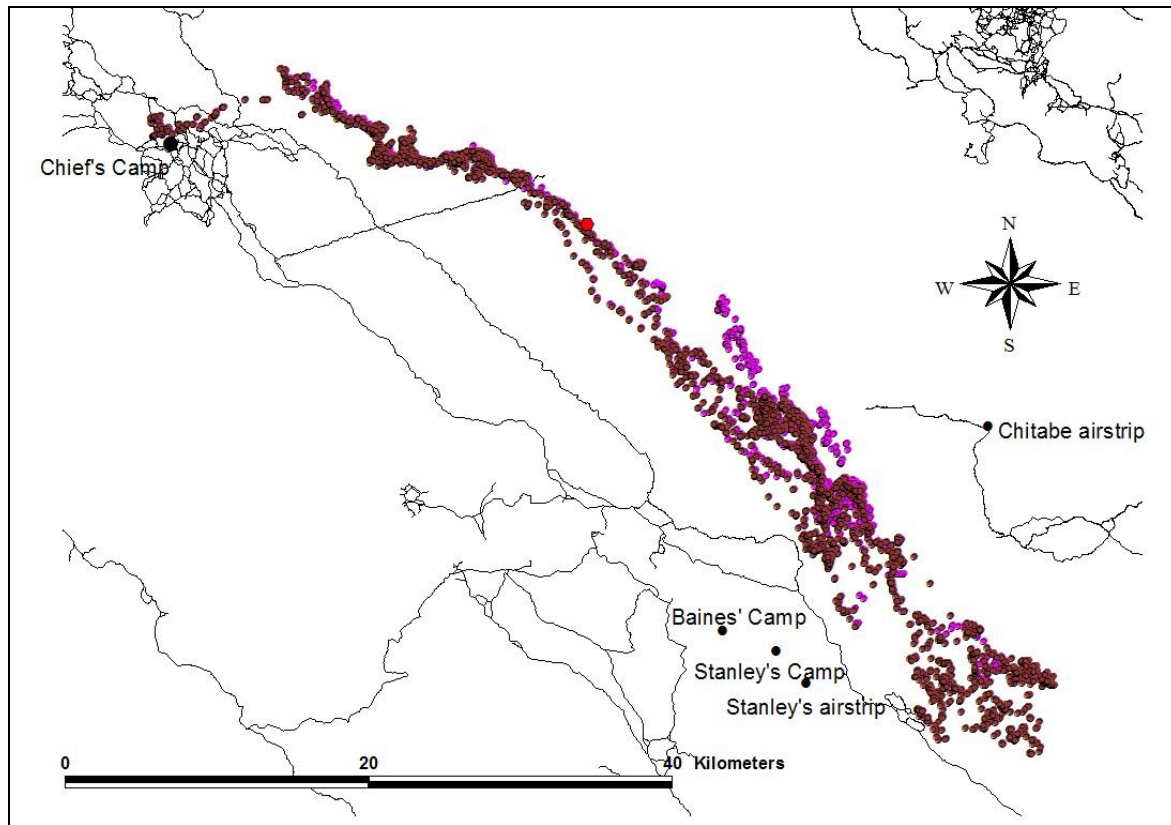 Chief's Camp
N
W E
S
Chitabe airstrip
Baines' Camp
Stanley's Camp
Stanley's airstrip
0 20 40 Kilometers